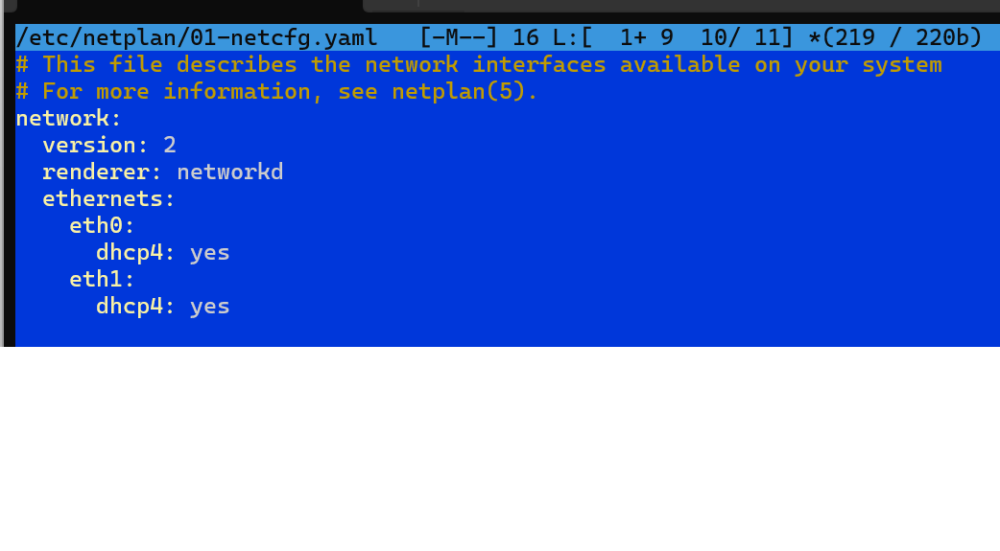 /etc/netplan/01-netcfg.yaml   [-M--] 16 L:[  1+ 9  10/ 11] *(219 / 220b)
# This file describes the network interfaces available on your system
# For more information, see netplan(5).
network:
  version: 2
  renderer: networkd
  ethernets:
    eth0:
      dhcp4: yes
    eth1:
      dhcp4: yes